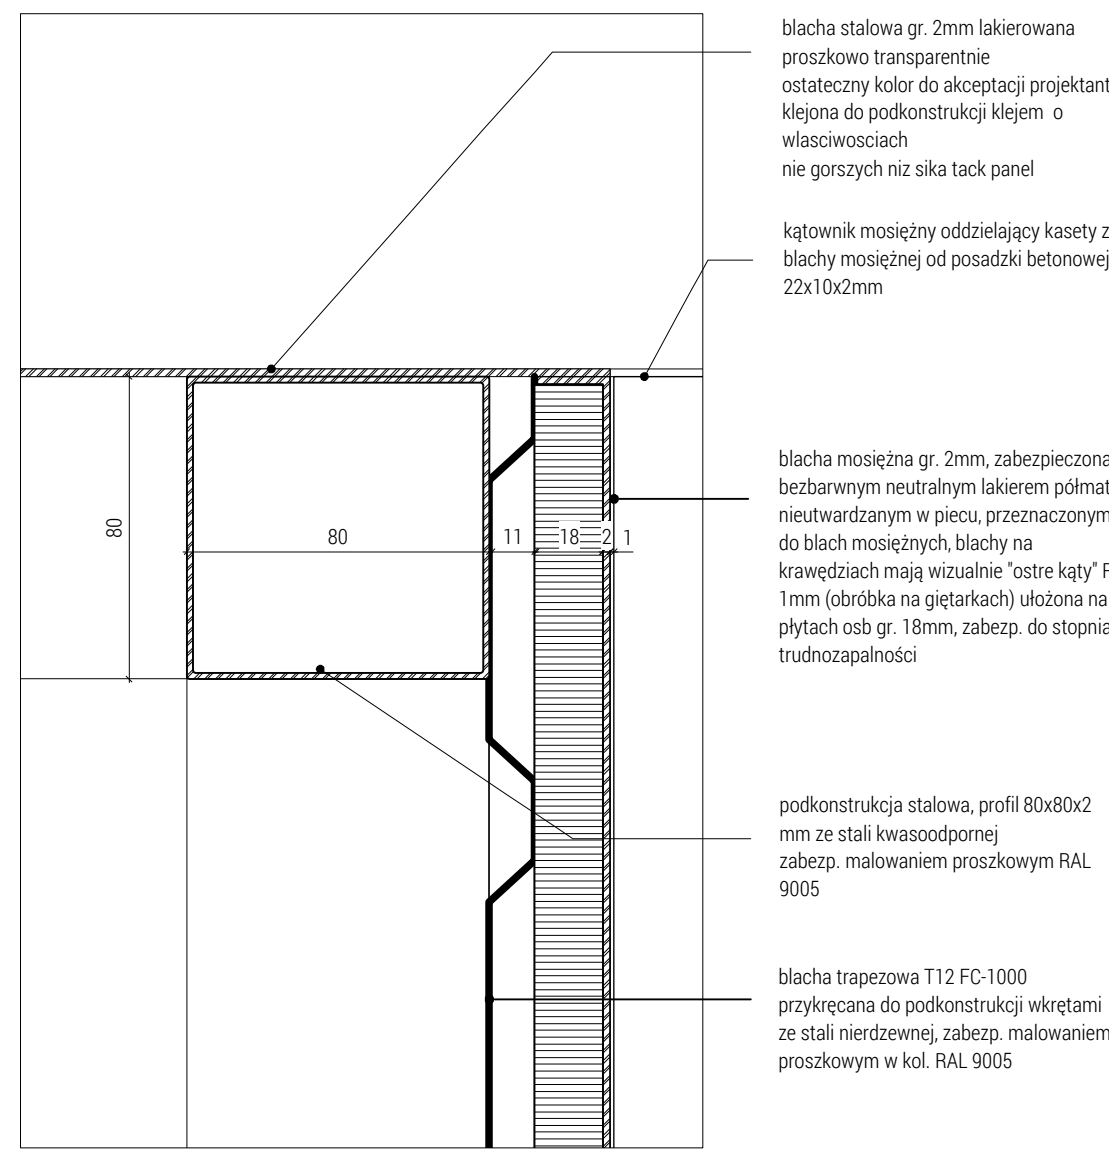 blacha stalowa gr. 2mm lakierowana
proszkowo transparentnie
ostateczny kolor do akceptacji projektant
klejona do podkonstrukcji klejem o
wlasciwosciach
nie gorszych niz sika tack panel
kątownik mosiężny oddzielający kasety z
blachy mosiężnej od posadzki betonowej
22x10x2mm
blacha mosiężna gr. 2mm, zabezpieczona
bezbarwnym neutralnym lakierem półmat
nieutwardzanym w piecu, przeznaczonym
do blach mosiężnych, blachy na
krawędziach mają wizualnie "ostre kąty" R
1mm (obróbka na giętarkach) ułożona na
płytach osb gr. 18mm, zabezp. do stopnia
trudnozapalności
80
80 11 18 2 1
podkonstrukcja stalowa, profil 80x80x2
mm ze stali kwasoodpornej
zabezp. malowaniem proszkowym RAL
9005
blacha trapezowa T12 FC-1000
przykręcana do podkonstrukcji wkrętami
ze stali nierdzewnej, zabezp. malowaniem
proszkowym w kol. RAL 9005